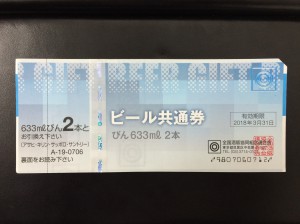 BEER GIFT
633mlびん2本と
お引換え下さい
(アサヒ・キリン・サッポロ・サントリー)
A-19-0706
裏面をお読み下さい
ビール共通券
びん 633ml 2本
有効期限
2018年3月31日
全国酒販協同組合連合会